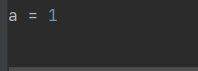 a = 1